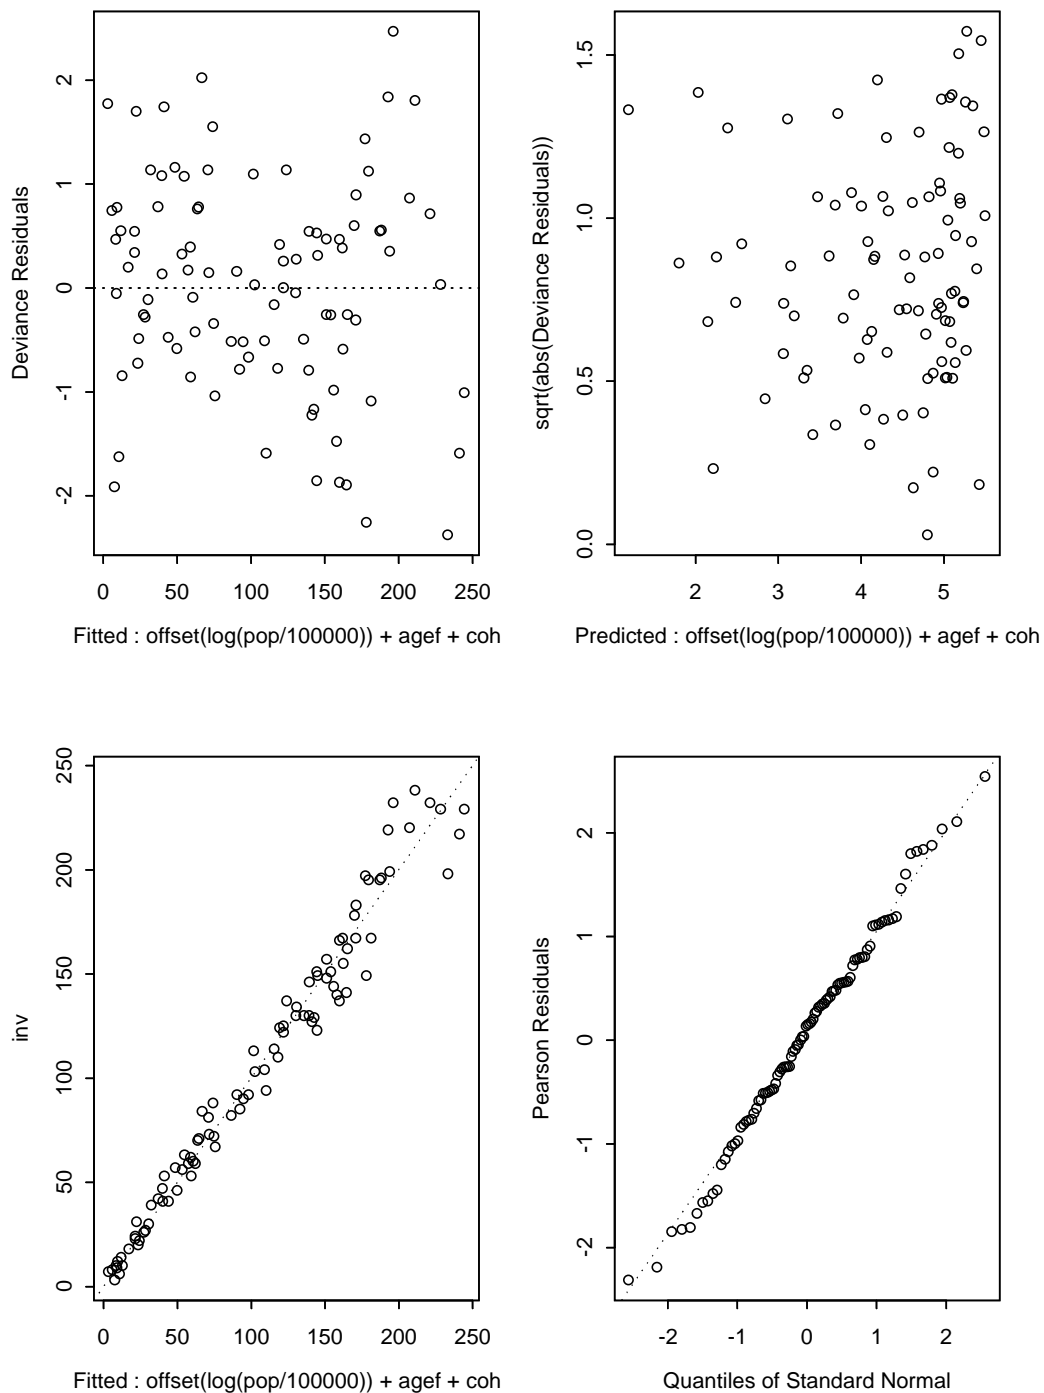 Deviance Residuals
2
1
0
-1
-2
0 50 100 150 200 250
Fitted : offset(log(pop/100000)) + agef + coh
sqrt(abs(Deviance Residuals))
1.5
1.0
0.5
0.0
2 3 4 5
Predicted : offset(log(pop/100000)) + agef + coh
inv
250
200
150
100
50
0
0 50 100 150 200 250
Fitted : offset(log(pop/100000)) + agef + coh
Pearson Residuals
2
1
0
-1
-2
-2 -1 0 1 2
Quantiles of Standard Normal